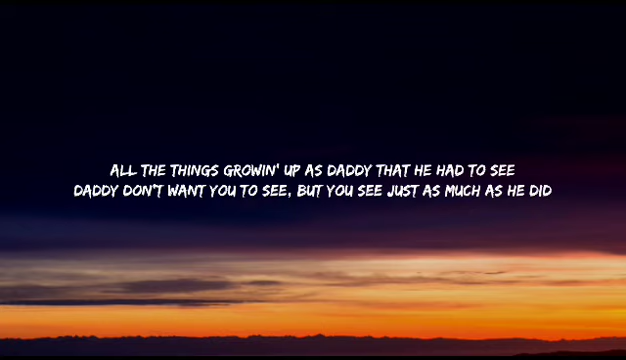 ALL THE THINGS GROWIN' UP AS DADDY THAT HE HAD TO SEE
DADDY DON'T WANT YOU TO SEE, BUT YOU SEE JUST AS MUCH AS HE DID